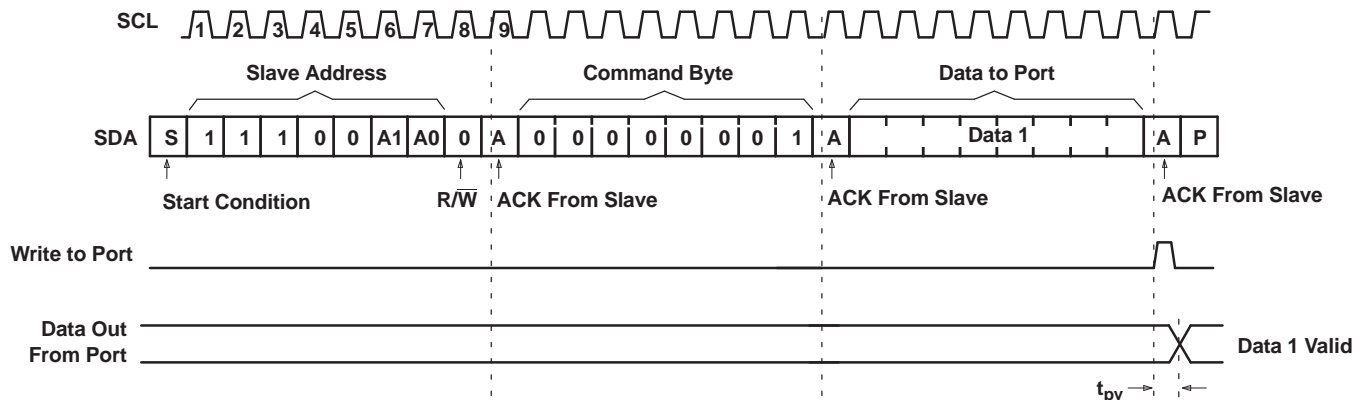 SCL 1 2 3 4 5 6 7 8 9
Slave Address Command Byte Data to Port
SDA S 1 1 1 0 0 A1 A0 0 A 0 0 0 0 0 0 0 1 A Data 1 A P
Start Condition R/W̅ ACK From Slave ACK From Slave ACK From Slave
Write to Port
Data Out
From Port
Data 1 Valid
tpv